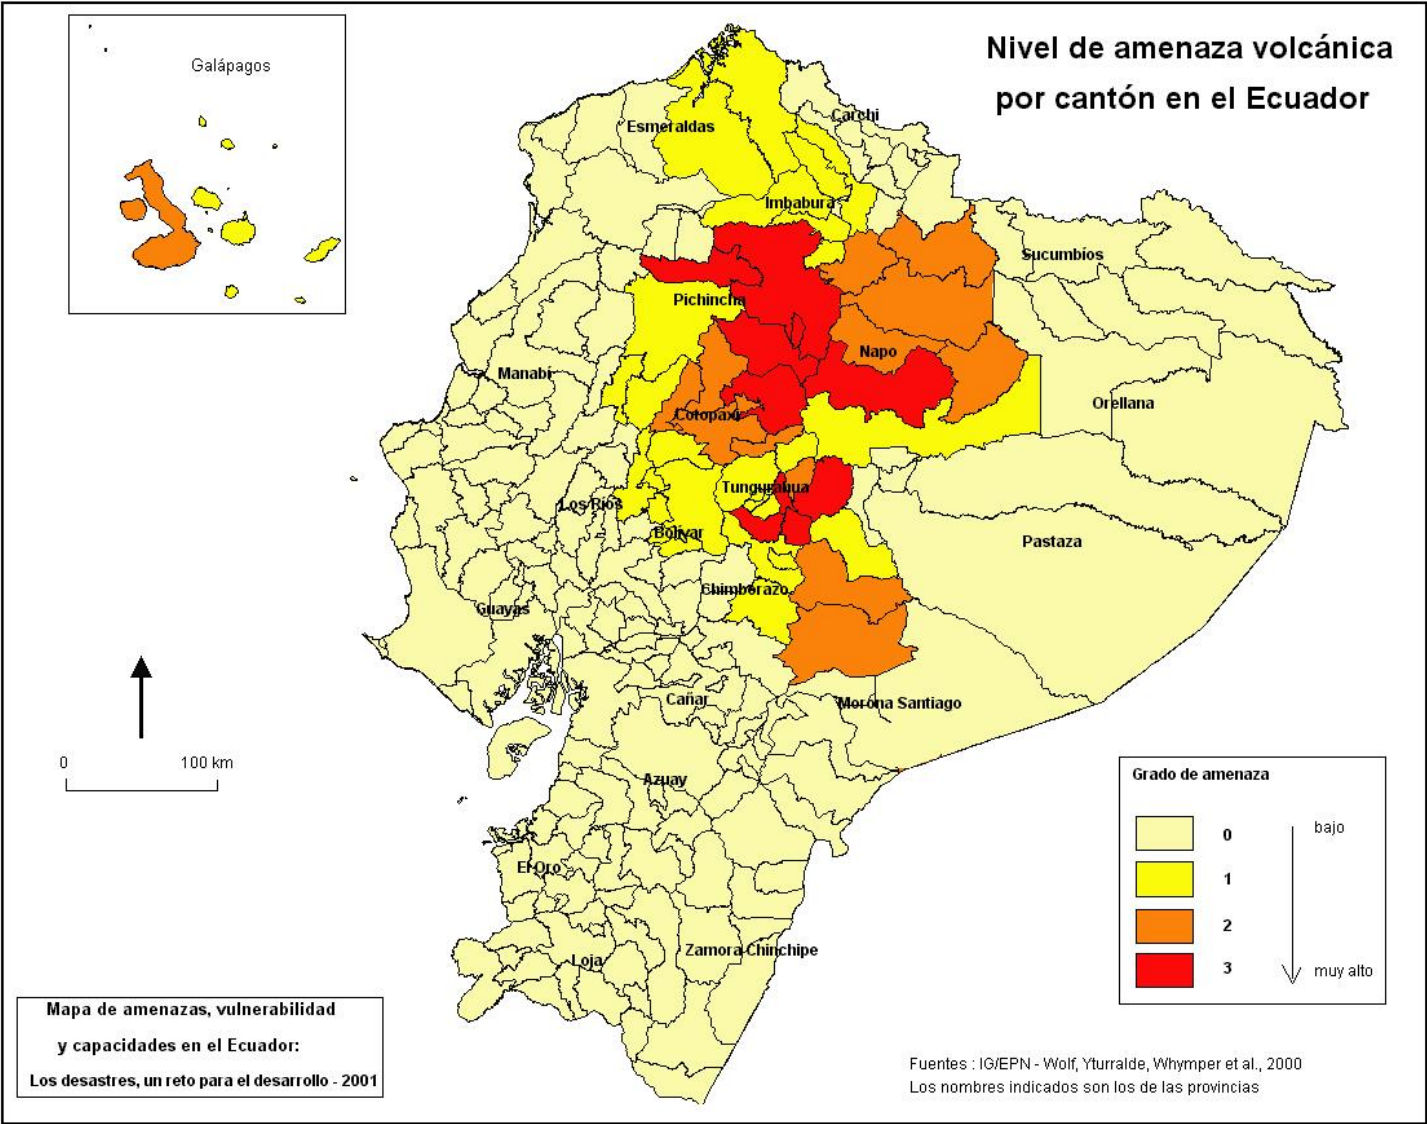 Nivel de amenaza volcánica
por cantón en el Ecuador
Galápagos
Carchi
Esmeraldas
Imbabura
Sucumbíos
Pichincha
Napo
Manabí
Orellana
Cotopaxi
Tungurahua
Los Ríos
Bolívar
Pastaza
Chimborazo
Guayas
Cañar
Morona Santiago
Azuay
El Oro
Zamora Chinchipe
Loja
0 100 km
Grado de amenaza
0 bajo
1
2
3 muy alto
Mapa de amenazas, vulnerabilidad
y capacidades en el Ecuador:
Los desastres, un reto para el desarrollo - 2001
Fuentes : IG/EPN - Wolf, Yturralde, Whymper et al., 2000
Los nombres indicados son los de las provincias